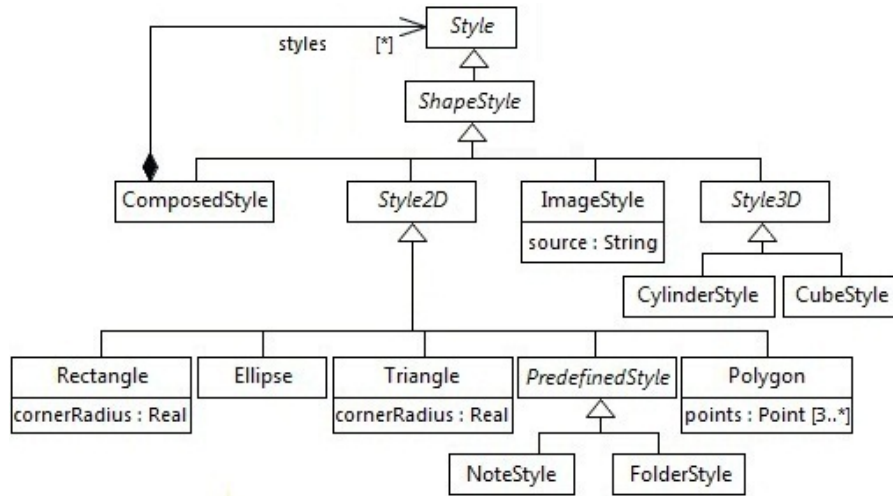 Style
styles [*]
ShapeStyle
ComposedStyle Style2D ImageStyle Style3D
source : String
CylinderStyle CubeStyle
Rectangle Ellipse Triangle PredefinedStyle Polygon
cornerRadius : Real cornerRadius : Real points : Point [3..*]
NoteStyle FolderStyle